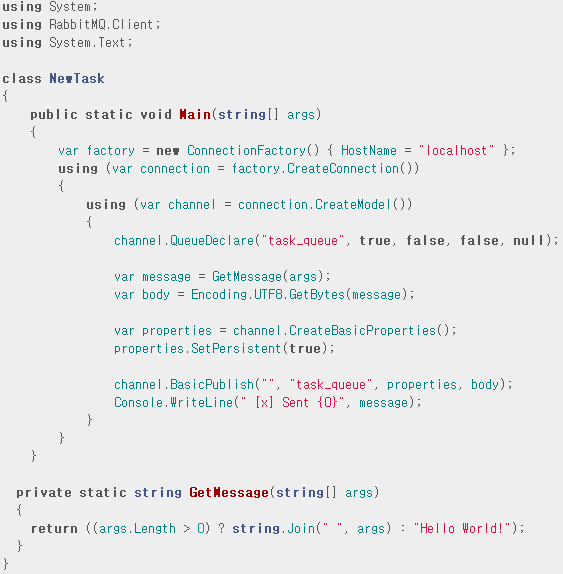 using System;
using RabbitMQ.Client;
using System.Text;

class NewTask
{
    public static void Main(string[] args)
    {
        var factory = new ConnectionFactory() { HostName = "localhost" };
        using (var connection = factory.CreateConnection())
        {
            using (var channel = connection.CreateModel())
            {
                channel.QueueDeclare("task_queue", true, false, false, null);

                var message = GetMessage(args);
                var body = Encoding.UTF8.GetBytes(message);

                var properties = channel.CreateBasicProperties();
                properties.SetPersistent(true);

                channel.BasicPublish("", "task_queue", properties, body);
                Console.WriteLine(" [x] Sent {0}", message);
            }
        }
    }

  private static string GetMessage(string[] args)
  {
    return ((args.Length > 0) ? string.Join(" ", args) : "Hello World!");
  }
}